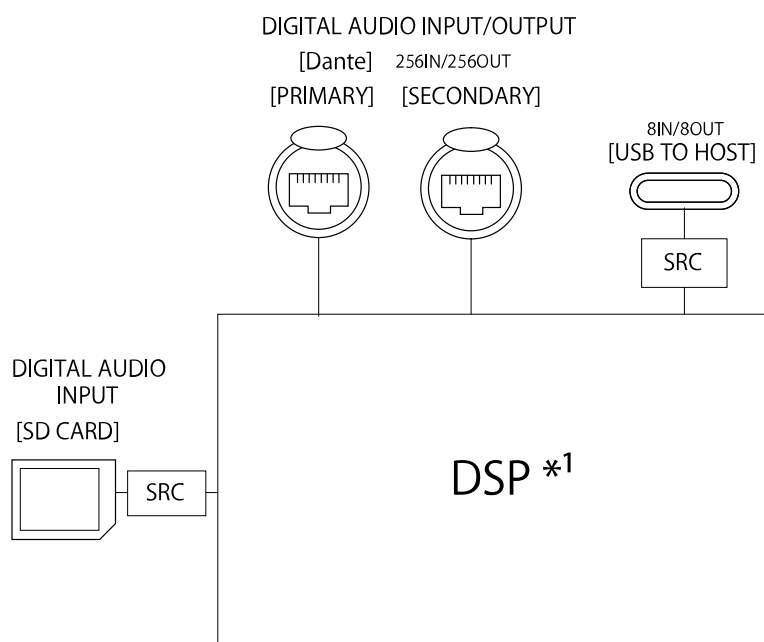 DIGITAL AUDIO INPUT/OUTPUT
[Dante] 256IN/256OUT
[PRIMARY] [SECONDARY]
8IN/8OUT
[USB TO HOST]
SRC
DIGITAL AUDIO
INPUT
[SD CARD]
SRC
DSP *¹